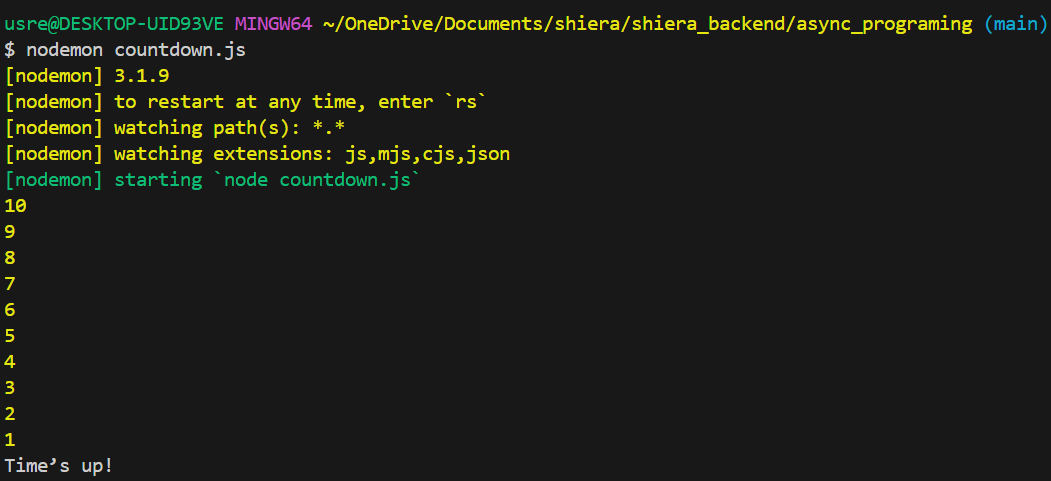 usre@DESKTOP-UID93VE MINGW64 ~/OneDrive/Documents/shiera/shiera_backend/async_programing (main)
$ nodemon countdown.js
[nodemon] 3.1.9
[nodemon] to restart at any time, enter `rs`
[nodemon] watching path(s): *.*
[nodemon] watching extensions: js,mjs,cjs,json
[nodemon] starting `node countdown.js`
10
9
8
7
6
5
4
3
2
1
Time’s up!